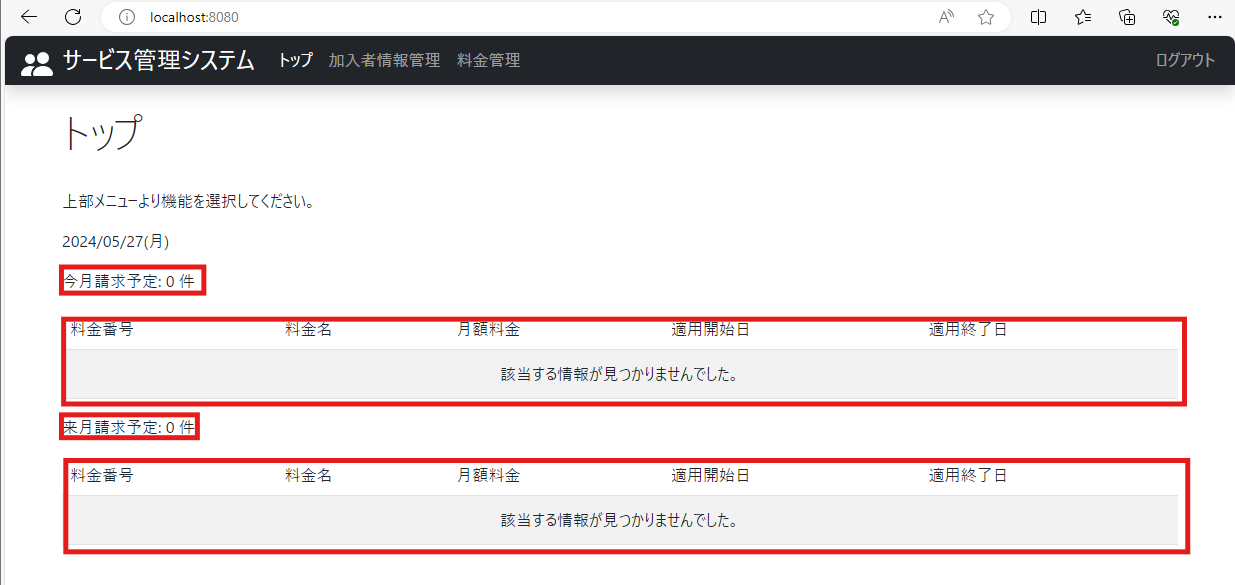 localhost:8080
サービス管理システム トップ 加入者情報管理 料金管理 ログアウト
トップ
上部メニューより機能を選択してください。
2024/05/27(月)
今月請求予定: 0 件
料金番号 料金名 月額料金 適用開始日 適用終了日
該当する情報が見つかりませんでした。
来月請求予定: 0 件
料金番号 料金名 月額料金 適用開始日 適用終了日
該当する情報が見つかりませんでした。